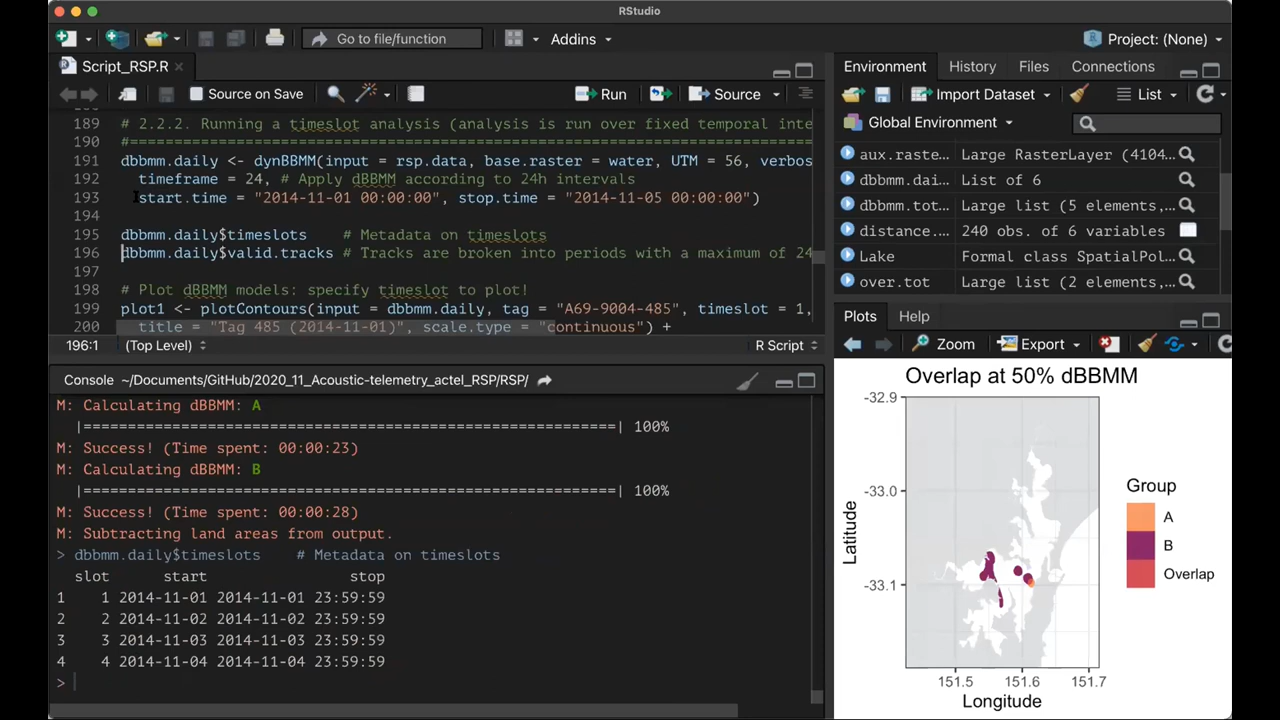 RStudio
Go to file/function
Addins
Project: (None)
Script_RSP.R
Source on Save
Run
Source
189 # 2.2.2. Running a timeslot analysis (analysis is run over fixed temporal inte
190 #=
191 dbbmm.daily <- dynBBMM(input = rsp.data, base.raster = water, UTM = 56, verbos
192 timeframe = 24, # Apply dBBMM according to 24h intervals
193 start.time = "2014-11-01 00:00:00", stop.time = "2014-11-05 00:00:00")
194
195 dbbmm.daily$timeslots # Metadata on timeslots
196 dbbmm.daily$valid.tracks # Tracks are broken into periods with a maximum of 24
197
198 # Plot dBBMM models: specify timeslot to plot!
199 plot1 <- plotContours(input = dbbmm.daily, tag = "A69-9004-485", timeslot = 1,
200 title = "Tag 485 (2014-11-01)", scale.type = "continuous") +
196:1 (Top Level) R Script
Console ~/Documents/GitHub/2020_11_Acoustic-telemetry_actel_RSP/RSP/
M: Calculating dBBMM: A
|======================================================================| 100%
M: Success! (Time spent: 00:00:23)
M: Calculating dBBMM: B
|======================================================================| 100%
M: Success! (Time spent: 00:00:28)
M: Subtracting land areas from output.
> dbbmm.daily$timeslots # Metadata on timeslots
slot start stop
1 1 2014-11-01 2014-11-01 23:59:59
2 2 2014-11-02 2014-11-02 23:59:59
3 3 2014-11-03 2014-11-03 23:59:59
4 4 2014-11-04 2014-11-04 23:59:59
>
Environment History Files Connections
Import Dataset List
Global Environment
aux.raste… Large RasterLayer (4104…
dbbmm.dai… List of 6
dbbmm.tot… Large list (5 elements,…
distance.… 240 obs. of 6 variables
Lake Formal class SpatialPol…
over.tot Large list (2 elements,…
Plots Help
Zoom Export
Overlap at 50% dBBMM
-32.9
-33.0
-33.1
Latitude
151.5 151.6 151.7
Longitude
Group
A
B
Overlap